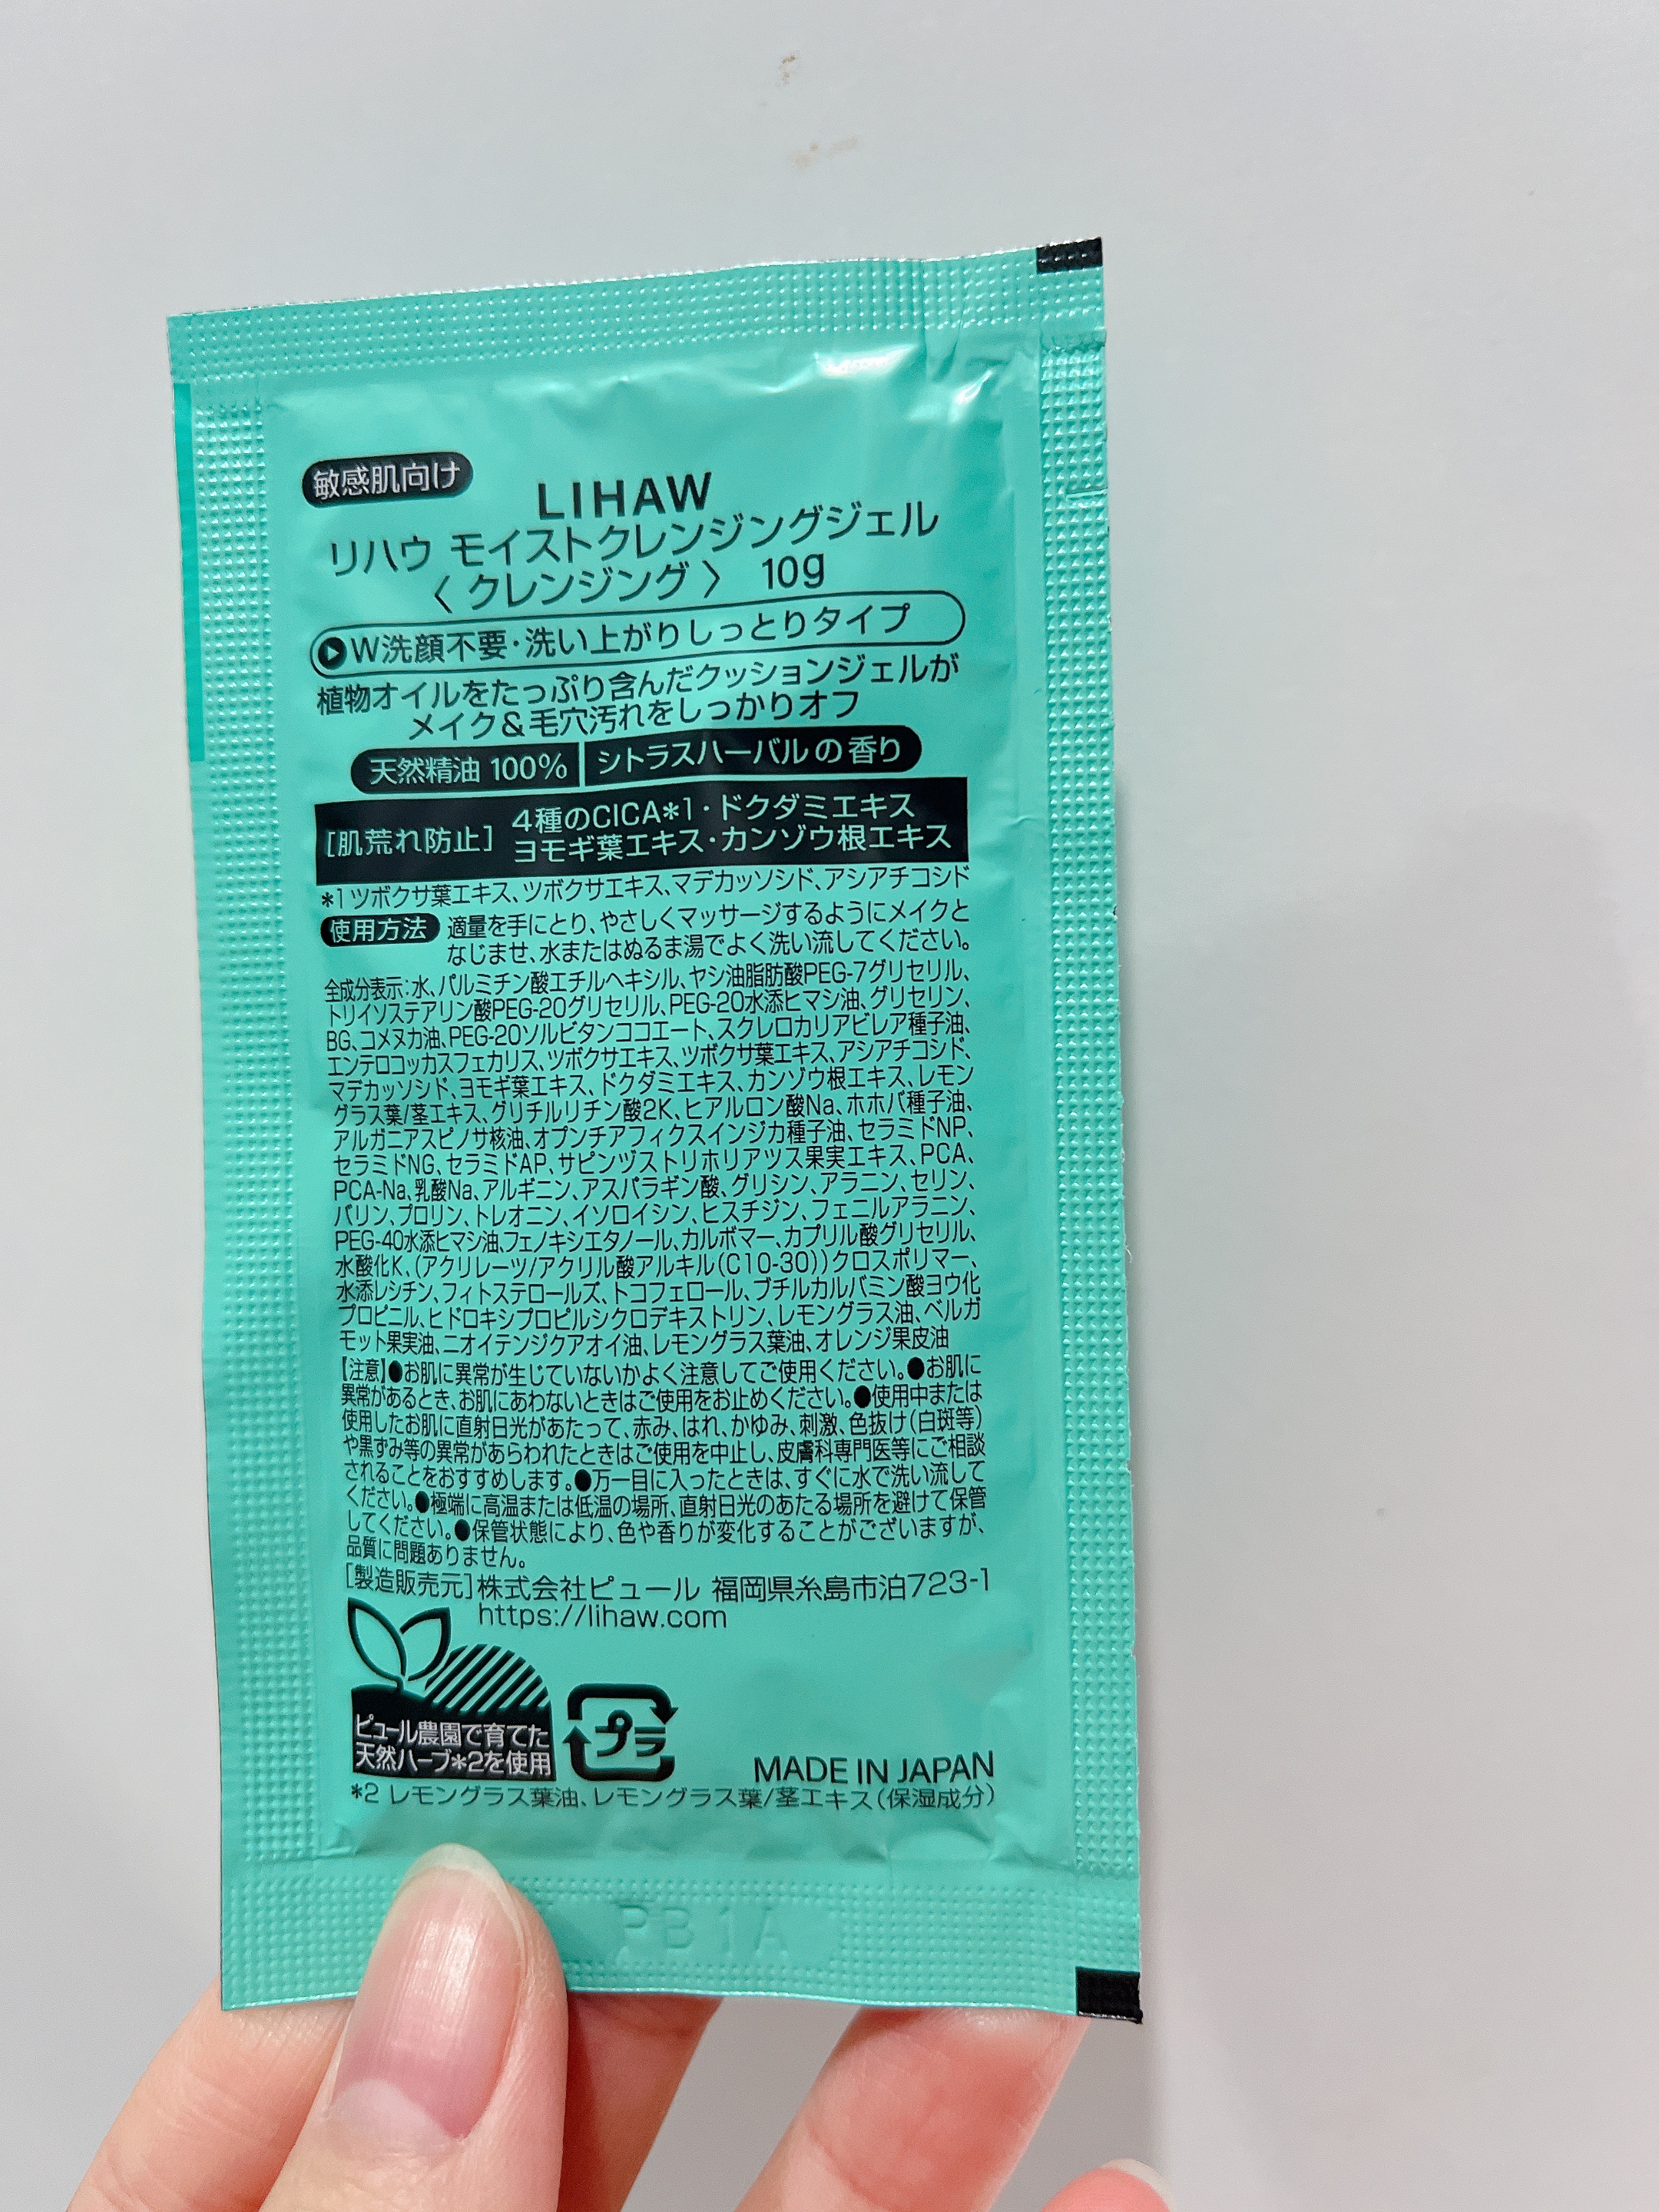 敏感肌向け
LIHAW
リハウ モイストクレンジングジェル
〈 クレンジング 〉 10g
W洗顔不要・洗い上がりしっとりタイプ
植物オイルをたっぷり含んだクッションジェルが
メイク&毛穴汚れをしっかりオフ
天然精油 100% シトラスハーバルの香り
[肌荒れ防止] 4種のCICA*1・ドクダミエキス
ヨモギ葉エキス・カンゾウ根エキス
*1 ツボクサ葉エキス、ツボクサエキス、マデカッソシド、アシアチコシド
使用方法 適量を手にとり、やさしくマッサージするようにメイクと
なじませ、水またはぬるま湯でよく洗い流してください。
全成分表示:水、パルミチン酸エチルヘキシル、ヤシ油脂肪酸PEG-7グリセリル、
トリイソステアリン酸PEG-20グリセリル、PEG-20水添ヒマシ油、グリセリン、
BG、コメヌカ油、PEG-20ソルビタンココエート、スクレロカリアビレア種子油、
エンテロコッカスフェカリス、ツボクサエキス、ツボクサ葉エキス、アシアチコシド、
マデカッソシド、ヨモギ葉エキス、ドクダミエキス、カンゾウ根エキス、レモン
グラス葉/茎エキス、グリチルリチン酸2K、ヒアルロン酸Na、ホホバ種子油、
アルガニアスピノサ核油、オプンチアフィクスインジカ種子油、セラミドNP、
セラミドNG、セラミドAP、サピンヅストリホリアツス果実エキス、PCA、
PCA-Na、乳酸Na、アルギニン、アスパラギン酸、グリシン、アラニン、セリン、
バリン、プロリン、トレオニン、イソロイシン、ヒスチジン、フェニルアラニン、
PEG-40水添ヒマシ油、フェノキシエタノール、カルボマー、カプリル酸グリセリル、
水酸化K、(アクリレーツ/アクリル酸アルキル(C10-30))クロスポリマー、
水添レシチン、フィトステロールズ、トコフェロール、ブチルカルバミン酸ヨウ化
プロピニル、ヒドロキシプロピルシクロデキストリン、レモングラス油、ベルガ
モット果実油、ニオイテンジクアオイ油、レモングラス葉油、オレンジ果皮油
【注意】●お肌に異常が生じていないかよく注意してご使用ください。●お肌に
異常があるとき、お肌にあわないときはご使用をお止めください。●使用中または
使用したお肌に直射日光があたって、赤み、はれ、かゆみ、刺激、色抜け(白斑等)
や黒ずみ等の異常があらわれたときはご使用を中止し、皮膚科専門医等にご相談
されることをおすすめします。●万一目に入ったときは、すぐに水で洗い流して
ください。●極端に高温または低温の場所、直射日光のあたる場所を避けて保管
してください。●保管状態により、色や香りが変化することがございますが、
品質に問題ありません。
[製造販売元]株式会社ピュール 福岡県糸島市泊723-1
https://lihaw.com
ピュール農園で育てた
天然ハーブ*2を使用
プラ
MADE IN JAPAN
*2 レモングラス葉油、レモングラス葉/茎エキス(保湿成分)
PB1A